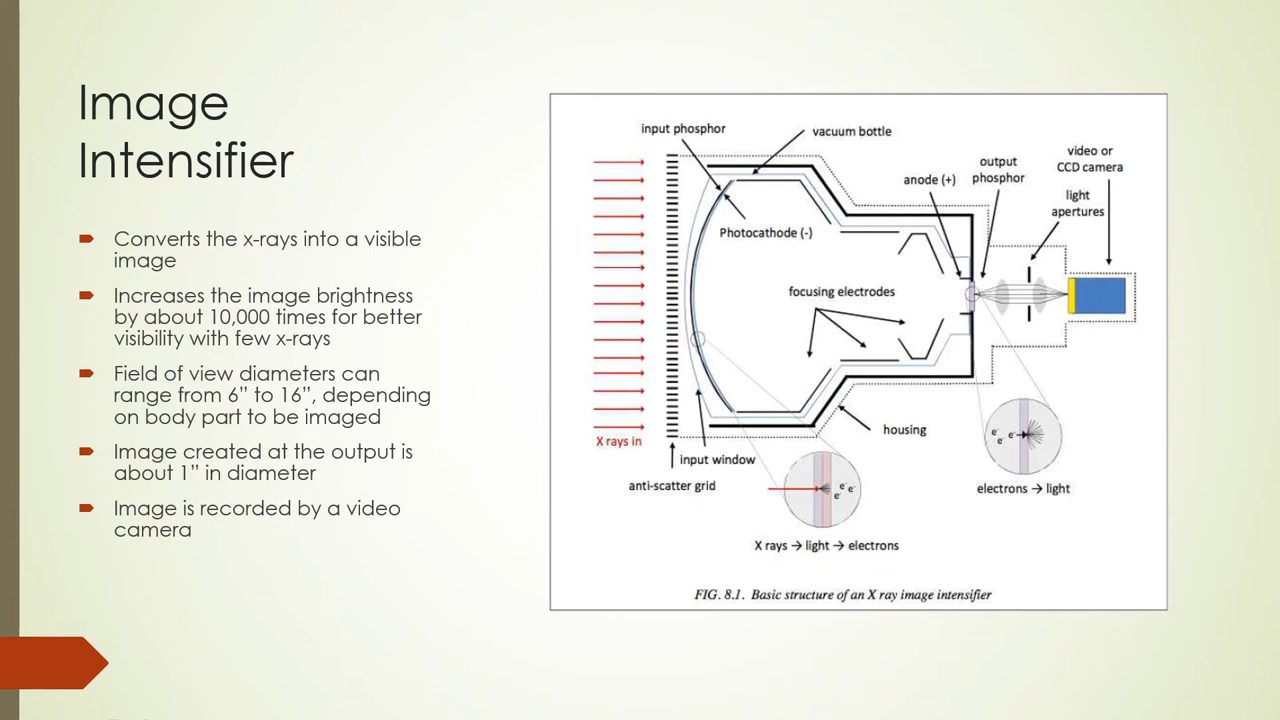 Image
Intensifier
Converts the x-rays into a visible
image
Increases the image brightness
by about 10,000 times for better
visibility with few x-rays
Field of view diameters can
range from 6” to 16”, depending
on body part to be imaged
Image created at the output is
about 1” in diameter
Image is recorded by a video
camera
input phosphor
vacuum bottle
video or
CCD camera
output
phosphor
anode (+)
light
apertures
Photocathode (-)
focusing electrodes
housing
X rays in
input window
anti-scatter grid
e⁻
e⁻ e⁻
electrons → light
e⁻ e⁻
e⁻
X rays → light → electrons
FIG. 8.1. Basic structure of an X ray image intensifier